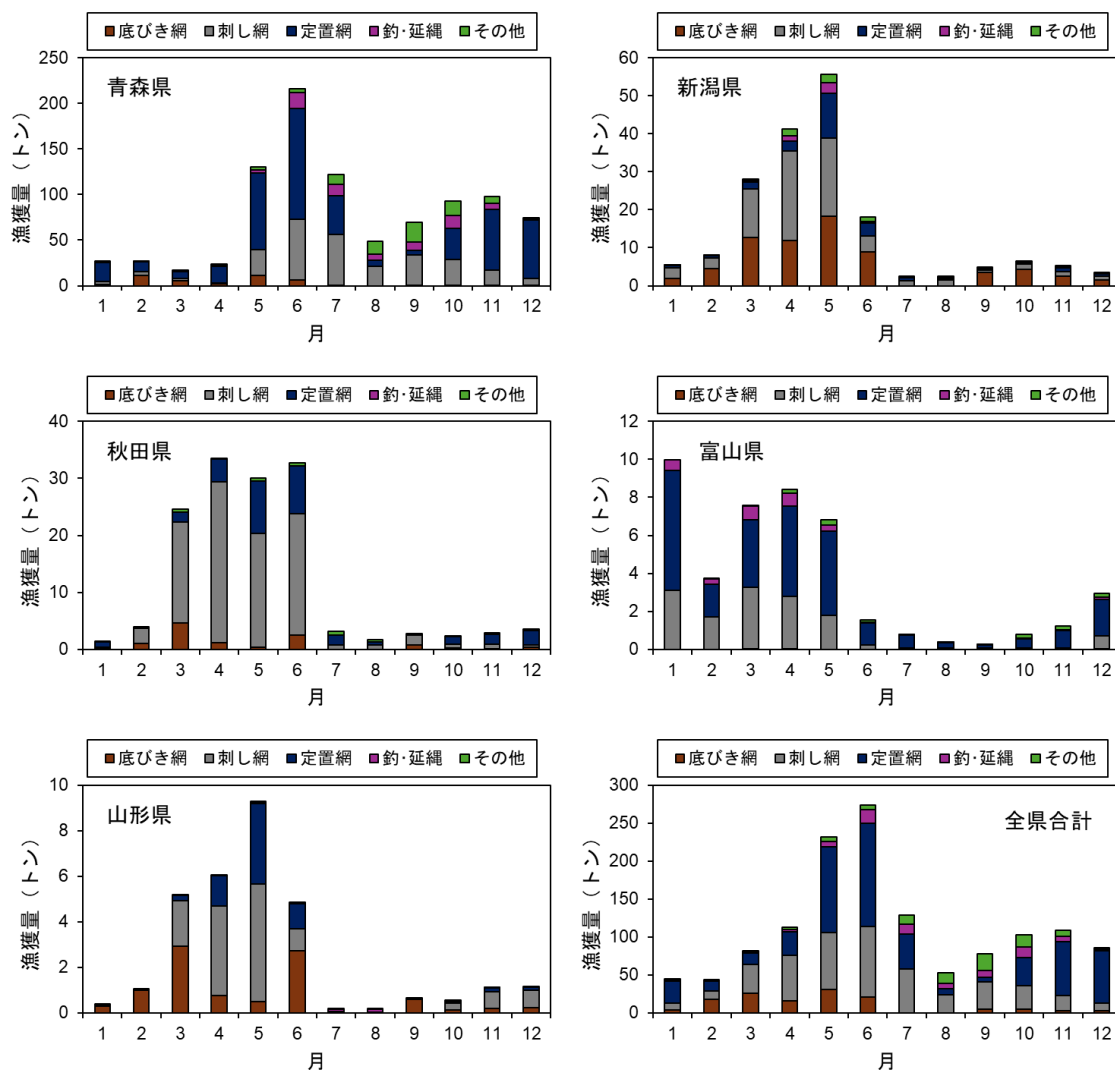 底びき網 刺し網 定置網 釣・延縄 その他
青森県
漁獲量（トン）
250
200
150
100
50
0
1 2 3 4 5 6 7 8 9 10 11 12
月
底びき網 刺し網 定置網 釣・延縄 その他
新潟県
漁獲量（トン）
60
50
40
30
20
10
0
1 2 3 4 5 6 7 8 9 10 11 12
月
底びき網 刺し網 定置網 釣・延縄 その他
秋田県
漁獲量（トン）
40
30
20
10
0
1 2 3 4 5 6 7 8 9 10 11 12
月
底びき網 刺し網 定置網 釣・延縄 その他
富山県
漁獲量（トン）
12
10
8
6
4
2
0
1 2 3 4 5 6 7 8 9 10 11 12
月
底びき網 刺し網 定置網 釣・延縄 その他
山形県
漁獲量（トン）
10
8
6
4
2
0
1 2 3 4 5 6 7 8 9 10 11 12
月
底びき網 刺し網 定置網 釣・延縄 その他
全県合計
漁獲量（トン）
300
250
200
150
100
50
0
1 2 3 4 5 6 7 8 9 10 11 12
月